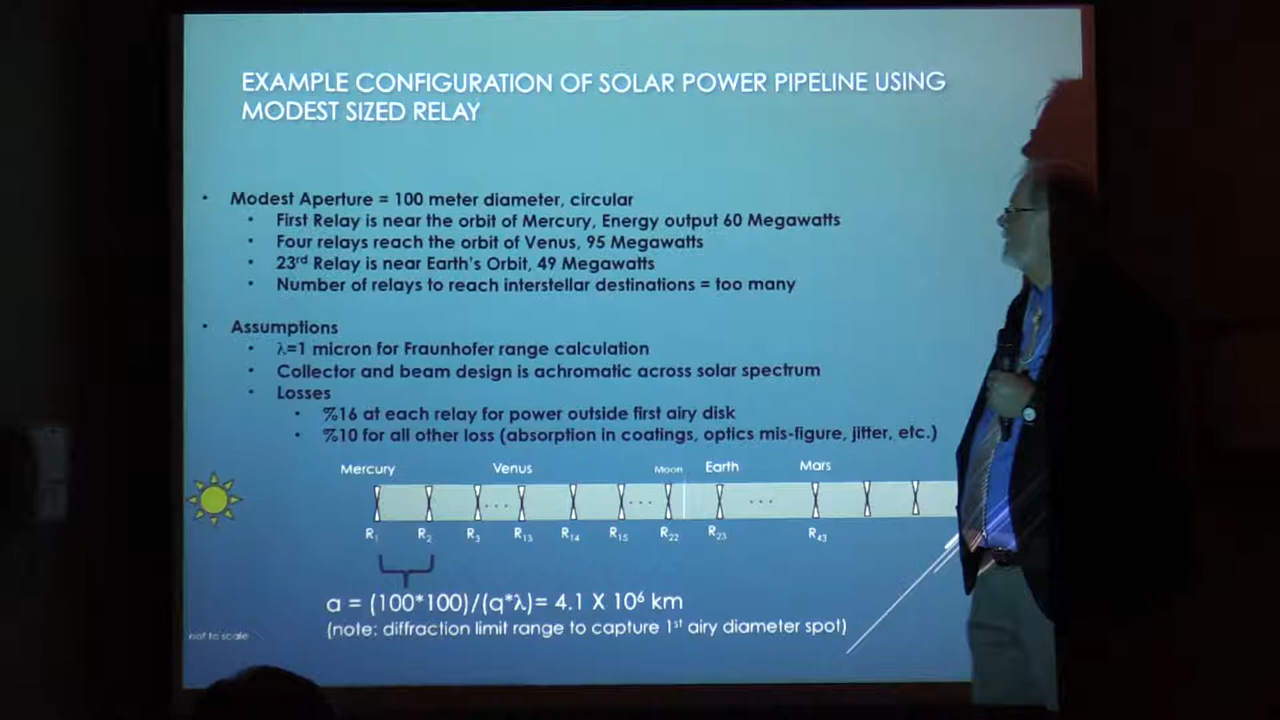 EXAMPLE CONFIGURATION OF SOLAR POWER PIPELINE USING
MODEST SIZED RELAY
• Modest Aperture = 100 meter diameter, circular
• First Relay is near the orbit of Mercury, Energy output 60 Megawatts
• Four relays reach the orbit of Venus, 95 Megawatts
• 23rd Relay is near Earth's Orbit, 49 Megawatts
• Number of relays to reach interstellar destinations = too many
• Assumptions
• λ=1 micron for Fraunhofer range calculation
• Collector and beam design is achromatic across solar spectrum
• Losses
• %16 at each relay for power outside first airy disk
• %10 for all other loss (absorption in coatings, optics mis-figure, jitter, etc.)
Mercury Venus Moon Earth Mars
... ... ...
R1 R2 R3 R13 R14 R15 R22 R23 R43
a = (100*100)/(q*λ)= 4.1 X 10⁶ km
(note: diffraction limit range to capture 1st airy diameter spot)
not to scale